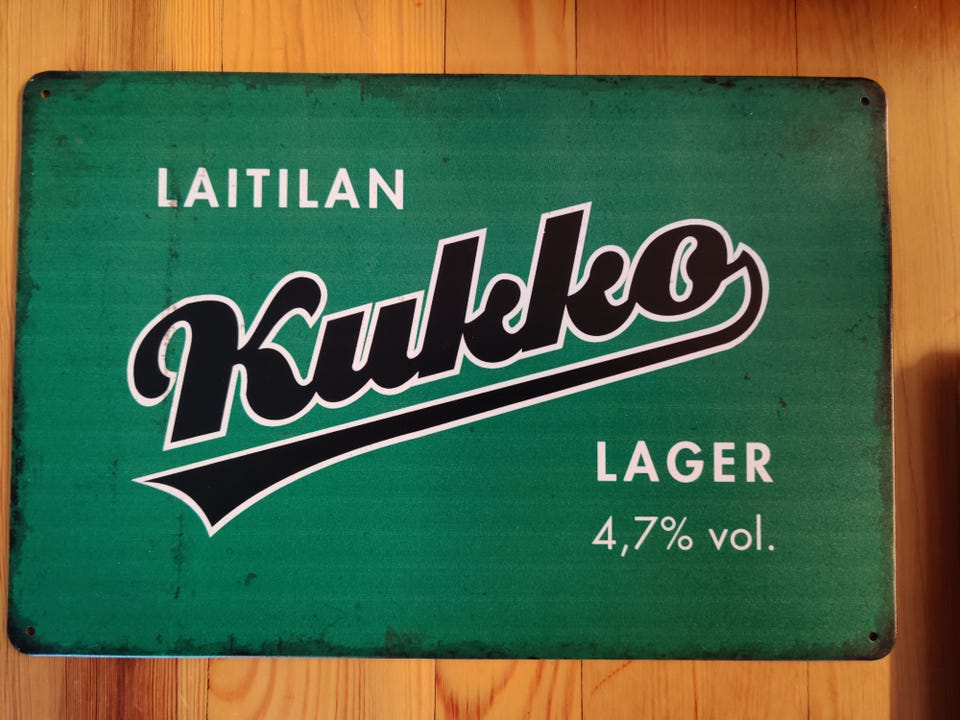 LAITILAN
Kukko
LAGER
4,7% vol.